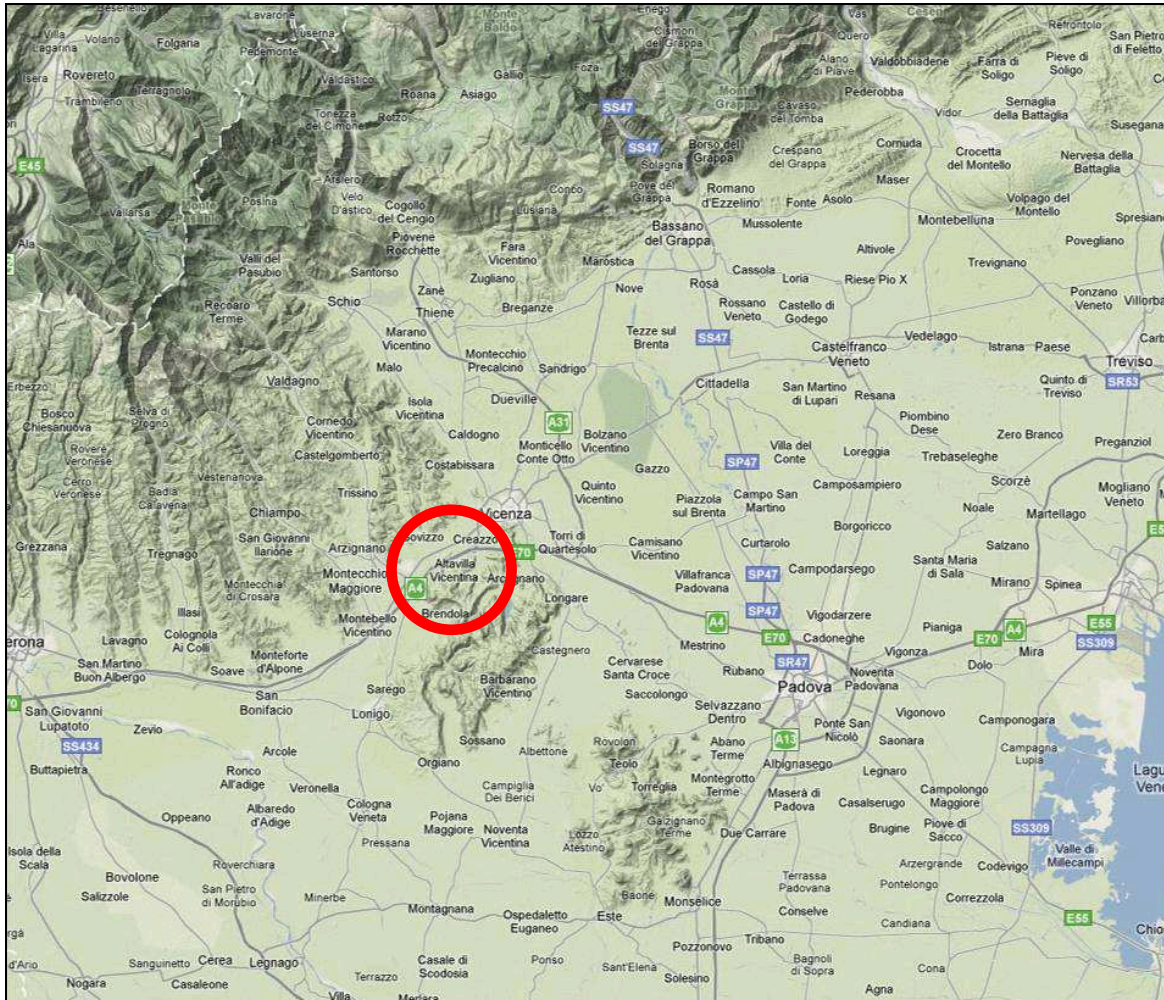 Besenello
Lavarone
Luserna
Monte
Baldo
Enego
Cismon
del Grappa
Vas
Quero
Cesen
Refrontolo
Villa
Lagarina
Volano
Folgaria
Pedemonte
Valdastico
Gallio
Foza
Alano
di Piave
Valdobbiadene
Farra di
Soligo
Pieve di
Soligo
San Pietro
di Feletto
Isera
Rovereto
Terragnolo
Trambileno
Tonezza
del Cimone
Roana
Rotzo
Asiago
SS47
Monte
Grappa
Cavaso
del Tomba
Pederobba
Vidor
Sernaglia
della Battaglia
Susegana
E45
SS47
Solagna
Borso del
Grappa
Crespano
del Grappa
Cornuda
Crocetta
del Montello
Nervesa della
Battaglia
Vallarsa
Monte
Pasubio
Posina
Arsiero
Velo
D'astico
Cogollo
del Cengio
Conco
Lusiana
Pove del
Grappa
Romano
d'Ezzelino
Fonte
Asolo
Maser
Volpago del
Montello
Ala
Valli del
Pasubio
Santorso
Piovene
Rocchette
Fara
Vicentino
Bassano
del Grappa
Mussolente
Montebelluna
Spresiano
Povegliano
Altivole
Recoaro
Terme
Schio
Zanè
Thiene
Zugliano
Breganze
Marostica
Nove
Rosà
Cassola
Loria
Riese Pio X
Trevignano
Rossano
Veneto
Castello di
Godego
Ponzano
Veneto
Villorba
Marano
Vicentino
Malo
Montecchio
Precalcino
Sandrigo
Tezze sul
Brenta
SS47
Castelfranco
Veneto
Vedelago
Istrana
Paese
Treviso
SR53
Erbezzo
Bosco
Chiesanuova
Selva di
Progno
Valdagno
Cornedo
Vicentino
Isola
Vicentina
Dueville
Cittadella
San Martino
di Lupari
Resana
Quinto di
Treviso
Rovere
Veronese
Cerro
Veronese
Castelgomberto
Caldogno
A31
Monticello
Conte Otto
Bolzano
Vicentino
Piombino
Dese
Zero Branco
Preganziol
Vestenanova
Badia
Calavena
Trissino
Costabissara
Gazzo
SP47
Villa del
Conte
Loreggia
Trebaseleghe
Scorzè
Mogliano
Veneto
Chiampo
Quinto
Vicentino
Piazzola
sul Brenta
Campo San
Martino
Camposampiero
Noale
Martellago
Grezzana
Tregnago
San Giovanni
Ilarione
Arzignano
Vicenza
Sovizzo
Creazzo
E70
Torri di
Quartesolo
Camisano
Vicentino
Curtarolo
Borgoricco
Salzano
Montecchia
di Crosara
Montecchio
Maggiore
Altavilla
Vicentina
Arcugnano
Villafranca
Padovana
SP47
Campodarsego
Santa Maria
di Sala
Mirano
Spinea
A4
Illasi
Colognola
Ai Colli
Lavagno
Montebello
Vicentino
Brendola
Longare
SP47
Vigodarzere
Pianiga
Verona
San Martino
Buon Albergo
Soave
Monteforte
d'Alpone
Castegnero
A4
Mestrino
E70
Cadoneghe
Vigonza
E70
A4
Mira
E55
SS309
San
Bonifacio
Sarego
Lonigo
Barbarano
Vicentino
Cervarese
Santa Croce
Saccolongo
Rubano
SR47
Padova
Noventa
Padovana
Dolo
San Giovanni
Lupatoto
Zevio
SS434
Selvazzano
Dentro
Vigonovo
Camponogara
Arcole
Sossano
Orgiano
Albettone
Rovolon
Teolo
Abano
Terme
A13
Ponte San
Nicolò
Saonara
Campagna
Lupia
Buttapietra
Ronco
All'adige
Veronella
Campiglia
Dei Berici
Vo'
Torreglia
Montegrotto
Terme
Albignasego
Legnaro
Oppeano
Albaredo
d'Adige
Cologna
Veneta
Pojana
Maggiore
Noventa
Vicentina
Lozzo
Atestino
Galzignano
Terme
Due Carrare
Maserà di
Padova
Casalserugo
Campolongo
Maggiore
Brugine
Piove di
Sacco
SS309
Isola della
Scala
Pressana
Roverchiara
Valle di
Millecampi
Arzergrande
Codevigo
Bovolone
Salizzole
San Pietro
di Morubio
Minerbe
Montagnana
Ospedaletto
Euganeo
Baone
Este
Monselice
Terrassa
Padovana
Conselve
Pontelongo
Correzzola
Candiana
E55
Sanguinetto
Cerea
Legnago
Casale di
Scodosia
Ponso
Sant'Elena
Pozzonovo
Solesino
Tribano
Bagnoli
di Sopra
Cona
Nogara
Casaleone
Terrazzo
Agna